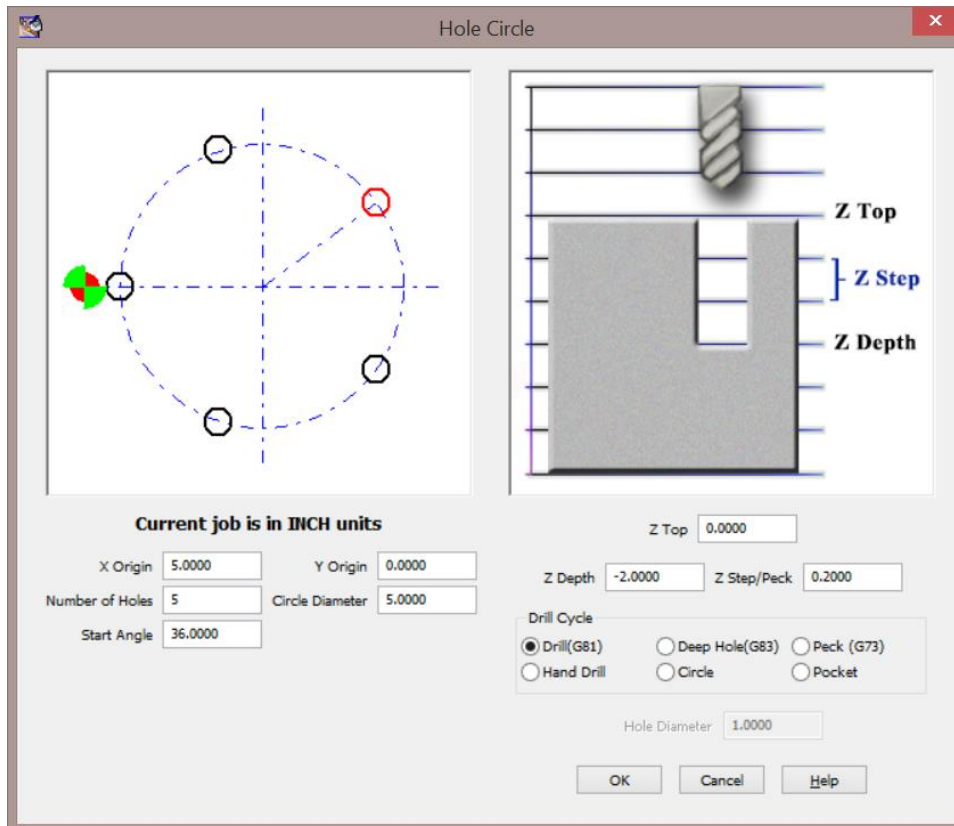 Hole Circle
Z Top
Z Step
Z Depth
Current job is in INCH units
X Origin 5.0000 Y Origin 0.0000
Number of Holes 5 Circle Diameter 5.0000
Start Angle 36.0000
Z Top 0.0000
Z Depth -2.0000 Z Step/Peck 0.2000
Drill Cycle
Drill(G81) Deep Hole(G83) Peck (G73)
Hand Drill Circle Pocket
Hole Diameter 1.0000
OK Cancel Help